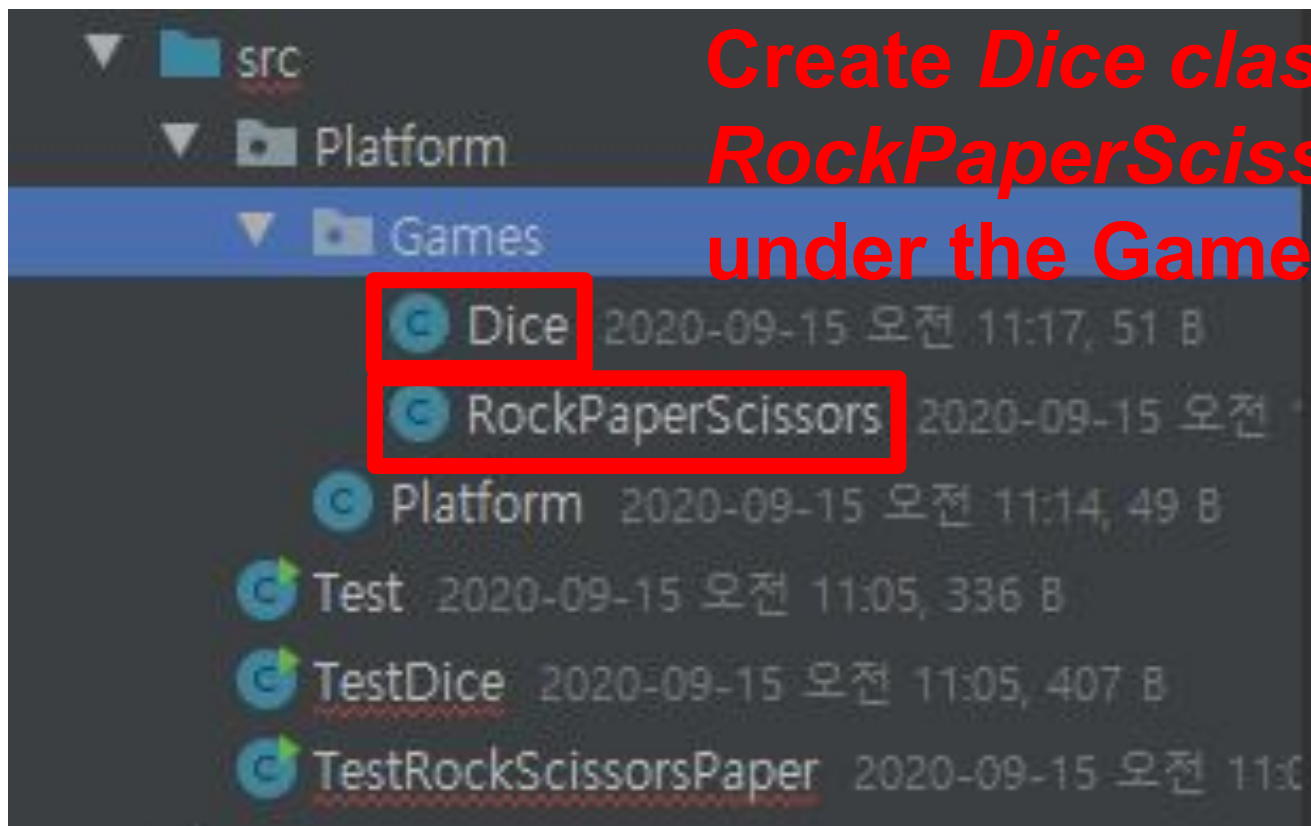 src
Create Dice clas
Platform
RockPaperSciss
Games
under the Game
Dice 2020-09-15 오전 11:17, 51 B
RockPaperScissors 2020-09-15 오전
Platform 2020-09-15 오전 11:14, 49 B
Test 2020-09-15 오전 11:05, 336 B
TestDice 2020-09-15 오전 11:05, 407 B
TestRockScissorsPaper 2020-09-15 오전 11:0